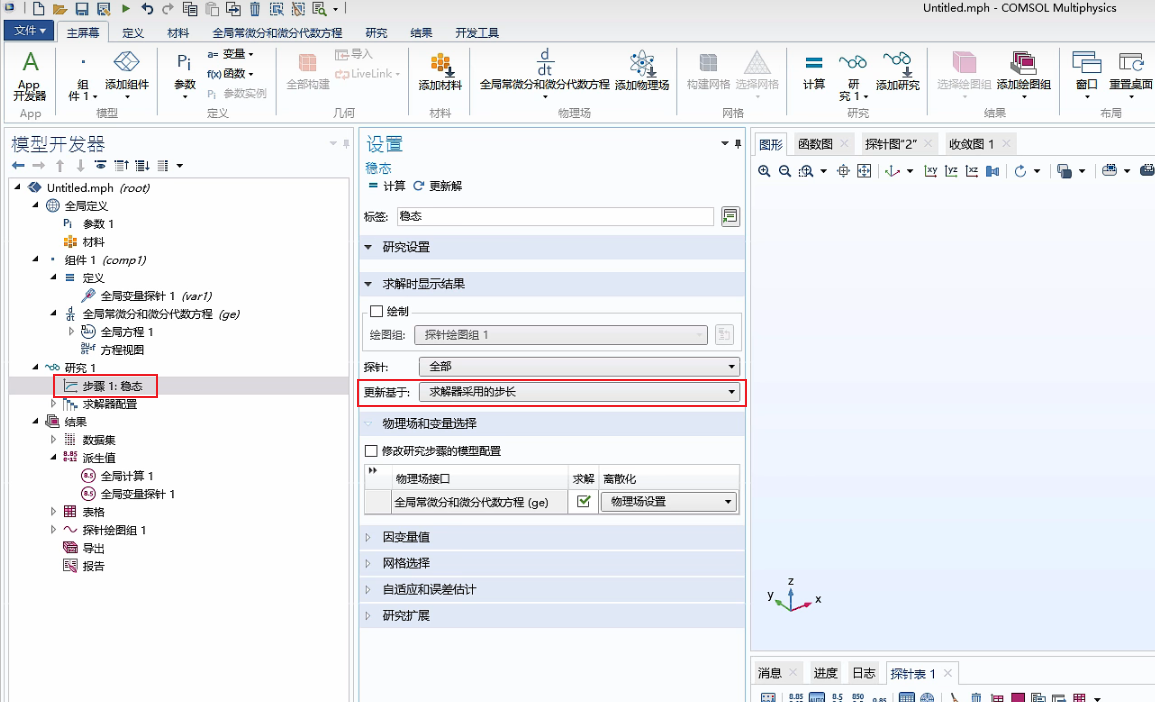 Untitled.mph - COMSOL Multiphysics
文件
主屏幕
定义
材料
全局常微分和微分代数方程
研究
结果
开发工具
App
开发器
App
组
件 1
添加组件
模型
Pi
参数
a= 变量
f(x) 函数
Pi 参数实例
定义
全部构建
导入
LiveLink
几何
添加材料
材料
d
dt
全局常微分和微分代数方程
添加物理场
物理场
构建网格
选择网格
网格
计算
研
究 1
添加研究
研究
选择绘图组
添加绘图组
结果
窗口
重置桌面
布局
模型开发器
Untitled.mph (root)
全局定义
Pi 参数 1
材料
组件 1 (comp1)
定义
全局变量探针 1 (var1)
全局常微分和微分代数方程 (ge)
全局方程 1
方程视图
研究 1
步骤 1: 稳态
求解器配置
结果
数据集
派生值
全局计算 1
全局变量探针 1
表格
探针绘图组 1
导出
报告
设置
稳态
= 计算 更新解
标签: 稳态
研究设置
求解时显示结果
绘制
绘图组: 探针绘图组 1
探针: 全部
更新基于: 求解器采用的步长
物理场和变量选择
修改研究步骤的模型配置
物理场接口 求解 离散化
全局常微分和微分代数方程 (ge) 物理场设置
因变量值
网格选择
自适应和误差估计
研究扩展
图形
函数图
探针图“2”
收敛图 1
xy
yz
xz
z
y
x
消息
进度
日志
探针表 1